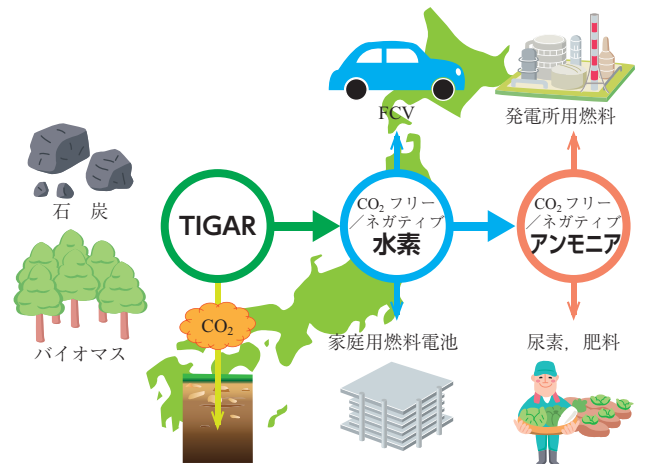 FCV
発電所用燃料
石 炭
TIGAR
CO₂ フリー
／ネガティブ
水素
CO₂ フリー
／ネガティブ
アンモニア
バイオマス
CO₂
家庭用燃料電池
尿素，肥料